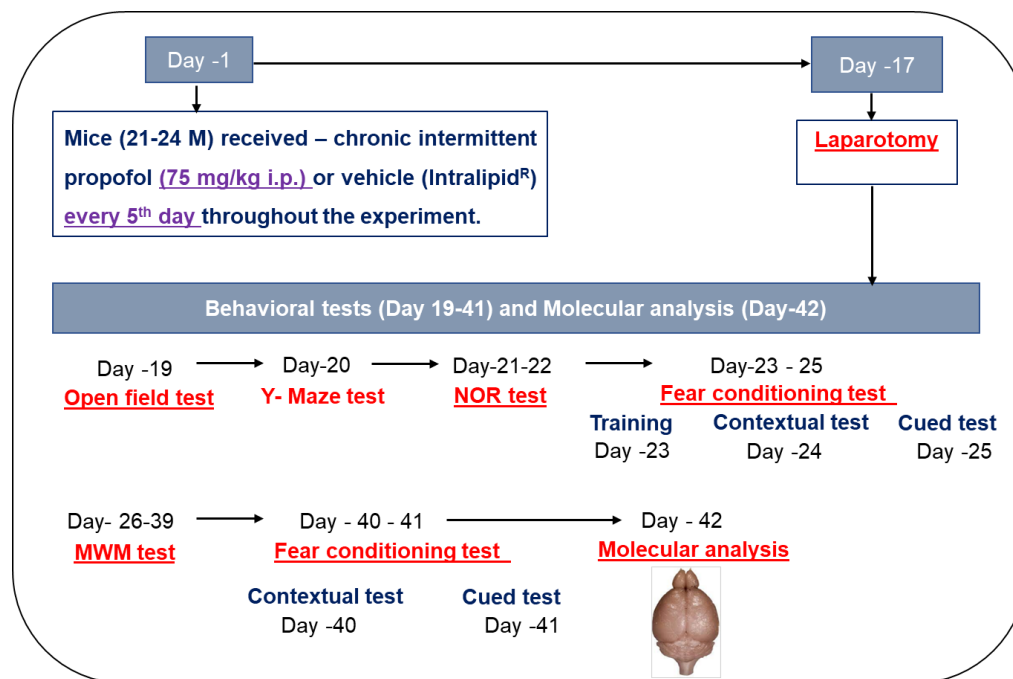 Day -1
Day -17
Mice (21-24 M) received – chronic intermittent
propofol (75 mg/kg i.p.) or vehicle (Intralipid^R)
every 5^th day throughout the experiment.
Laparotomy
Behavioral tests (Day 19-41) and Molecular analysis (Day-42)
Day -19
Day-20
Day-21-22
Day-23 - 25
Open field test
Y- Maze test
NOR test
Fear conditioning test
Training
Contextual test
Cued test
Day -23
Day -24
Day -25
Day- 26-39
Day - 40 - 41
Day - 42
MWM test
Fear conditioning test
Molecular analysis
Contextual test
Cued test
Day -40
Day -41